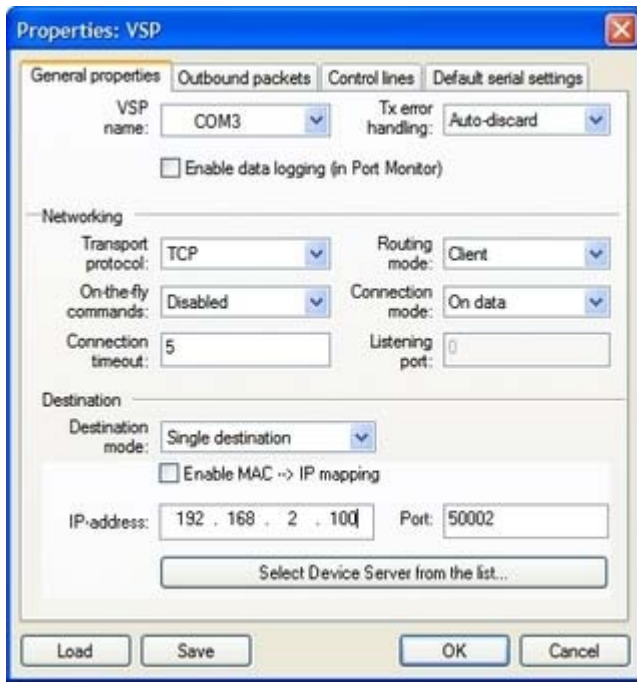 Properties: VSP
General properties Outbound packets Control lines Default serial settings
VSP name: COM3 Tx error handling: Auto-discard
Enable data logging (in Port Monitor)
Networking
Transport protocol: TCP Routing mode: Client
On-the-fly commands: Disabled Connection mode: On data
Connection timeout: 5 Listening port: 0
Destination
Destination mode: Single destination
Enable MAC --> IP mapping
IP-address: 192 . 168 . 2 . 100 Port: 50002
Select Device Server from the list...
Load Save OK Cancel